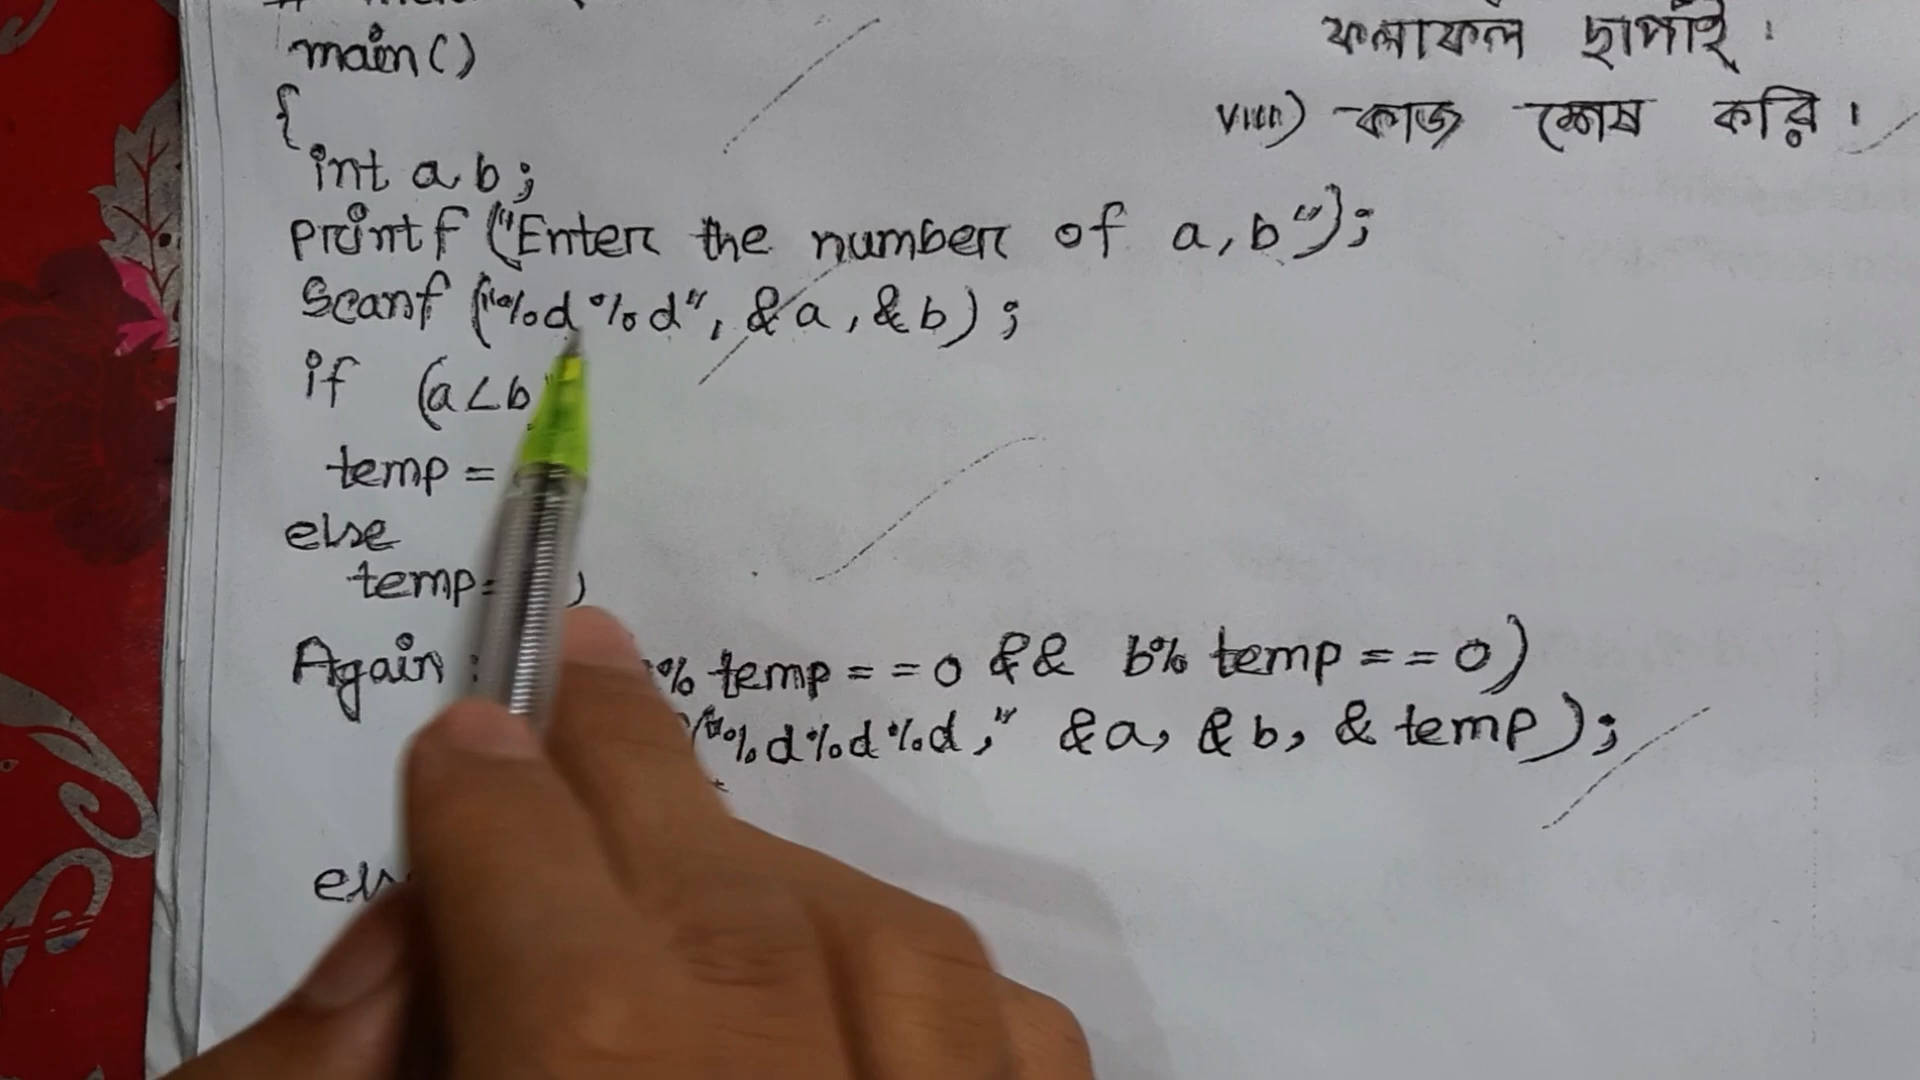 main()
ফলাফল ছাপাই।
{
viii) কাজ শেষ করি।
int a, b;
printf ("Enter the number of a, b");
Scanf ("%d %d", &a, &b);
if (a<b
temp =
else
temp=
Again:
% temp == 0 && b% temp == 0)
("%d%d%d," &a, &b, & temp);